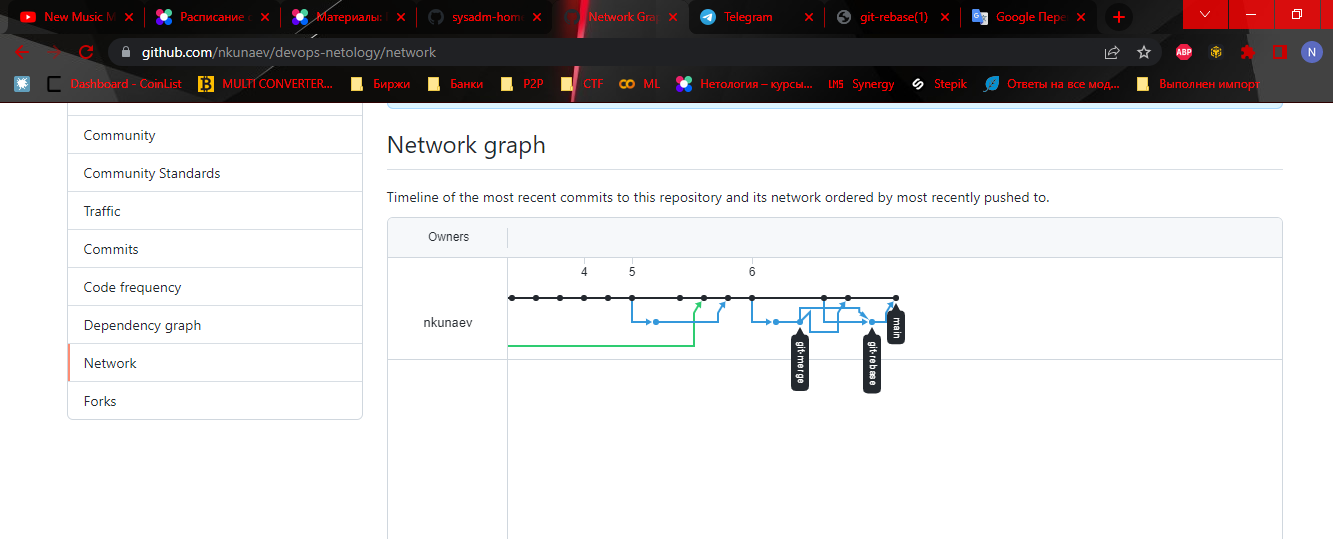 New Music M
Расписание
Материалы
sysadm-home
Network Gra
Telegram
git-rebase(1)
Google Пере
github.com/nkunaev/devops-netology/network
ABP
N
Dashboard - CoinList
MULTI CONVERTER...
Биржи
Банки
P2P
CTF
ML
Нетология – курсы...
LMS
Synergy
Stepik
Ответы на все мод...
Выполнен импорт
Community
Community Standards
Traffic
Commits
Code frequency
Dependency graph
Network
Forks
Network graph
Timeline of the most recent commits to this repository and its network ordered by most recently pushed to.
Owners
4 5 6
nkunaev
git-merge
git-rebase
main